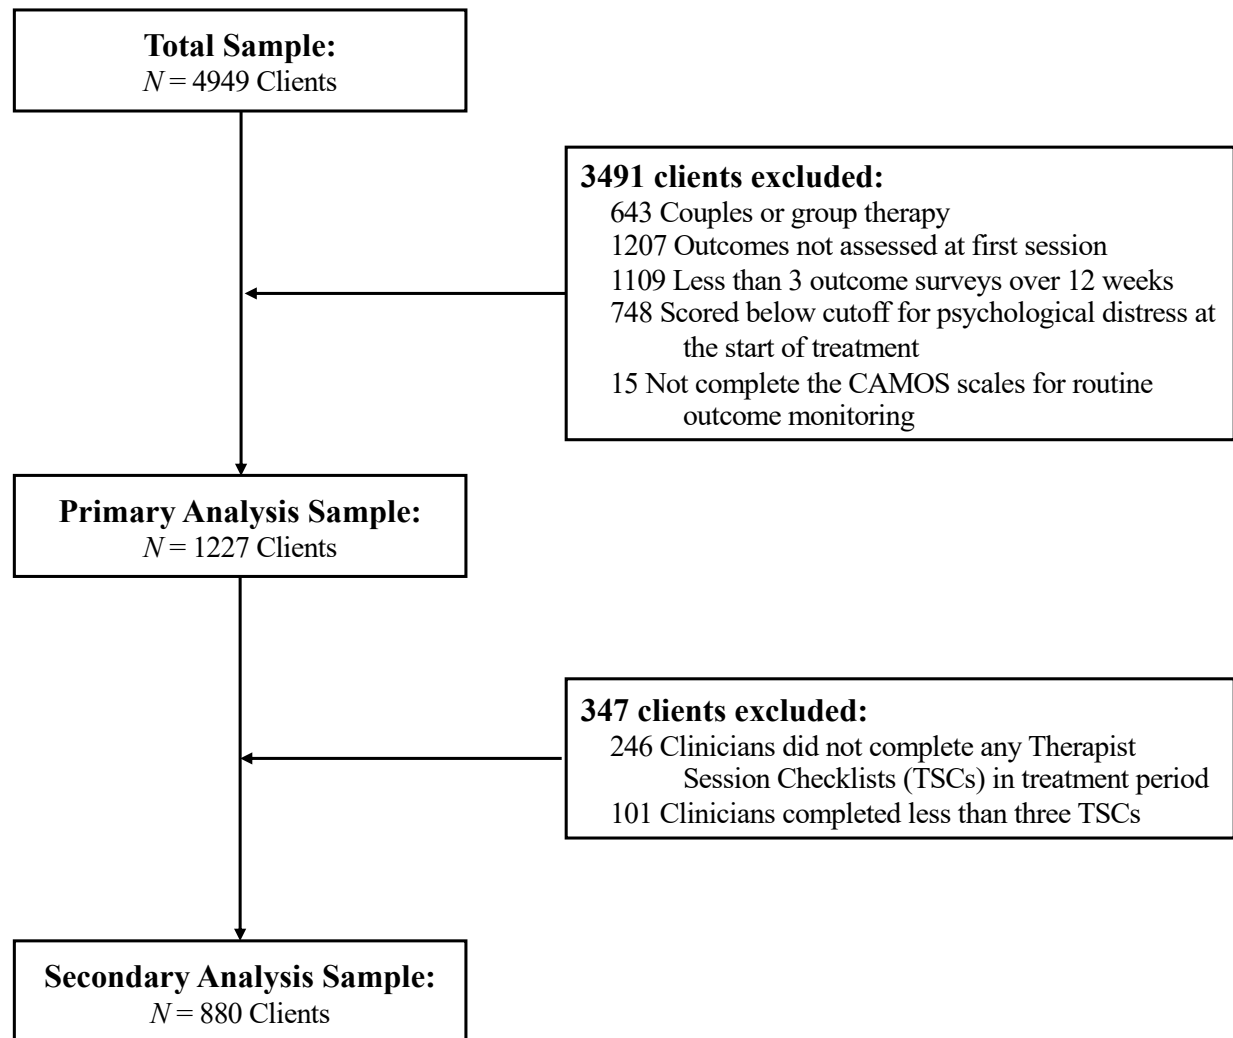 Total Sample:
N = 4949 Clients
3491 clients excluded:
643 Couples or group therapy
1207 Outcomes not assessed at first session
1109 Less than 3 outcome surveys over 12 weeks
748 Scored below cutoff for psychological distress at
the start of treatment
15 Not complete the CAMOS scales for routine
outcome monitoring
Primary Analysis Sample:
N = 1227 Clients
347 clients excluded:
246 Clinicians did not complete any Therapist
Session Checklists (TSCs) in treatment period
101 Clinicians completed less than three TSCs
Secondary Analysis Sample:
N = 880 Clients